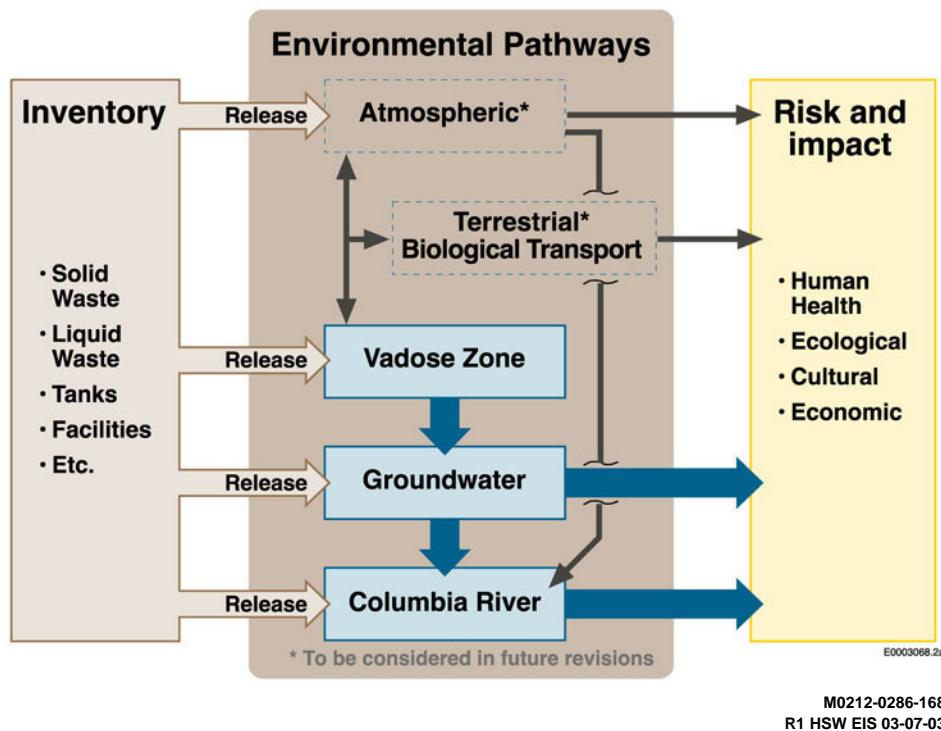 Environmental Pathways
Inventory
• Solid
Waste
• Liquid
Waste
• Tanks
• Facilities
• Etc.
Release
Atmospheric*
Terrestrial*
Biological Transport
Release
Vadose Zone
Release
Groundwater
Release
Columbia River
* To be considered in future revisions
Risk and
impact
• Human
Health
• Ecological
• Cultural
• Economic
E0003068.2a
M0212-0286-168
R1 HSW EIS 03-07-03